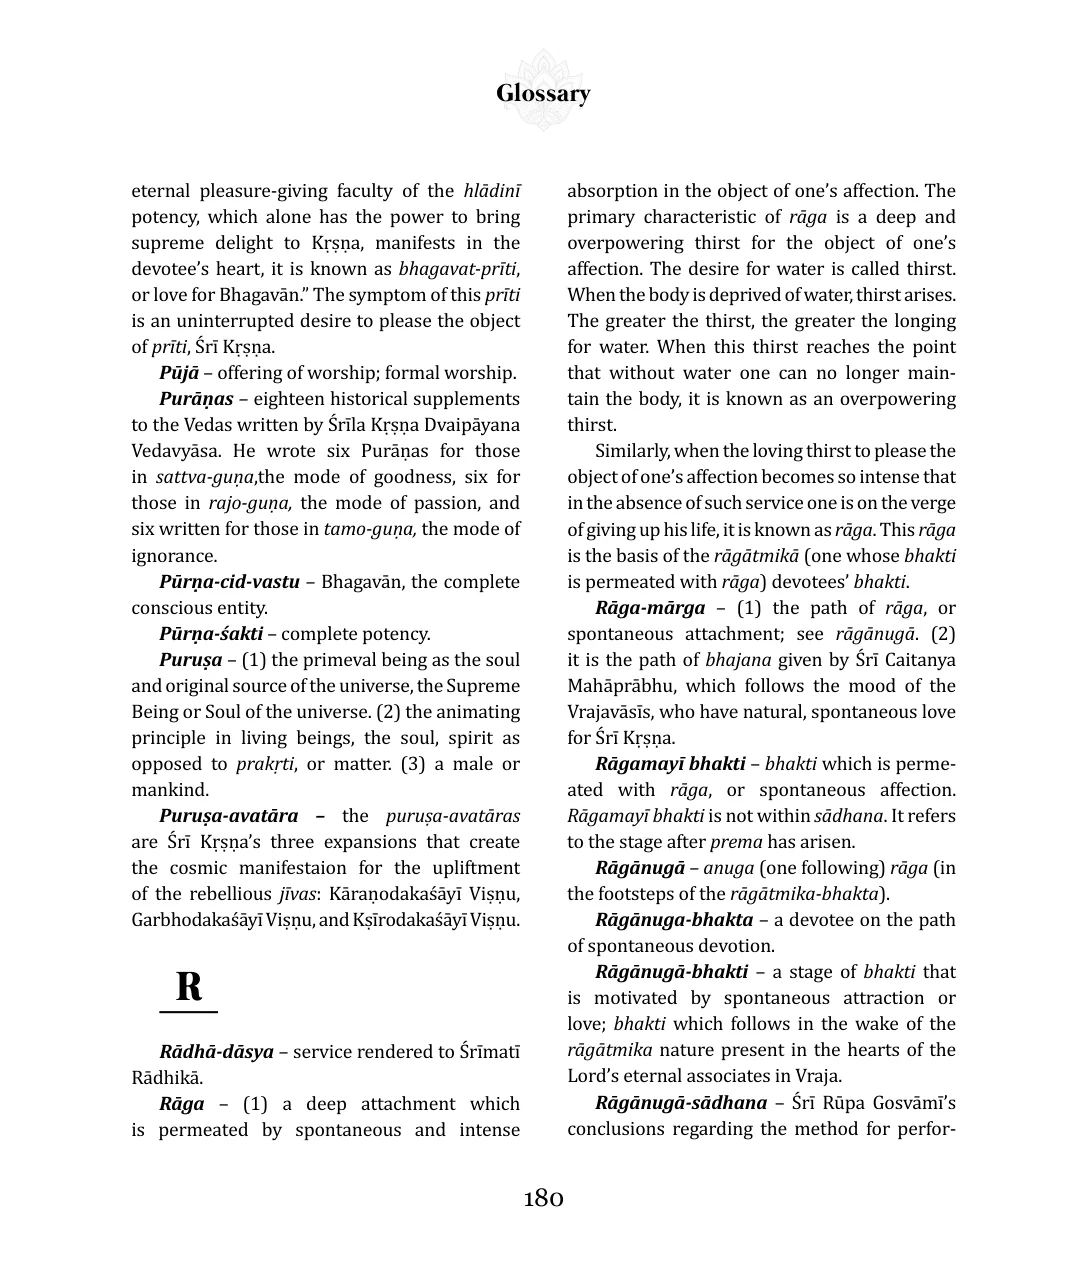 Glossary
eternal pleasure-giving faculty of the hlādinī
potency, which alone has the power to bring
supreme delight to Kṛṣṇa, manifests in the
devotee’s heart, it is known as bhagavat-prīti,
or love for Bhagavān.” The symptom of this prīti
is an uninterrupted desire to please the object
of prīti, Śrī Kṛṣṇa.
Pūjā – offering of worship; formal worship.
Purāṇas – eighteen historical supplements
to the Vedas written by Śrīla Kṛṣṇa Dvaipāyana
Vedavyāsa. He wrote six Purāṇas for those
in sattva-guṇa,the mode of goodness, six for
those in rajo-guṇa, the mode of passion, and
six written for those in tamo-guṇa, the mode of
ignorance.
Pūrṇa-cid-vastu – Bhagavān, the complete
conscious entity.
Pūrṇa-śakti – complete potency.
Puruṣa – (1) the primeval being as the soul
and original source of the universe, the Supreme
Being or Soul of the universe. (2) the animating
principle in living beings, the soul, spirit as
opposed to prakṛti, or matter. (3) a male or
mankind.
Puruṣa-avatāra – the puruṣa-avatāras
are Śrī Kṛṣṇa’s three expansions that create
the cosmic manifestaion for the upliftment
of the rebellious jīvas: Kāraṇodakaśāyī Viṣṇu,
Garbhodakaśāyī Viṣṇu, and Kṣīrodakaśāyī Viṣṇu.
R
Rādhā-dāsya – service rendered to Śrīmatī
Rādhikā.
Rāga – (1) a deep attachment which
is permeated by spontaneous and intense
absorption in the object of one’s affection. The
primary characteristic of rāga is a deep and
overpowering thirst for the object of one’s
affection. The desire for water is called thirst.
When the body is deprived of water, thirst arises.
The greater the thirst, the greater the longing
for water. When this thirst reaches the point
that without water one can no longer main-
tain the body, it is known as an overpowering
thirst.
Similarly, when the loving thirst to please the
object of one’s affection becomes so intense that
in the absence of such service one is on the verge
of giving up his life, it is known as rāga. This rāga
is the basis of the rāgātmikā (one whose bhakti
is permeated with rāga) devotees’ bhakti.
Rāga-mārga – (1) the path of rāga, or
spontaneous attachment; see rāgānugā. (2)
it is the path of bhajana given by Śrī Caitanya
Mahāprābhu, which follows the mood of the
Vrajavāsīs, who have natural, spontaneous love
for Śrī Kṛṣṇa.
Rāgamayī bhakti – bhakti which is perme-
ated with rāga, or spontaneous affection.
Rāgamayī bhakti is not within sādhana. It refers
to the stage after prema has arisen.
Rāgānugā – anuga (one following) rāga (in
the footsteps of the rāgātmika-bhakta).
Rāgānuga-bhakta – a devotee on the path
of spontaneous devotion.
Rāgānugā-bhakti – a stage of bhakti that
is motivated by spontaneous attraction or
love; bhakti which follows in the wake of the
rāgātmika nature present in the hearts of the
Lord’s eternal associates in Vraja.
Rāgānugā-sādhana – Śrī Rūpa Gosvāmī’s
conclusions regarding the method for perfor-
180